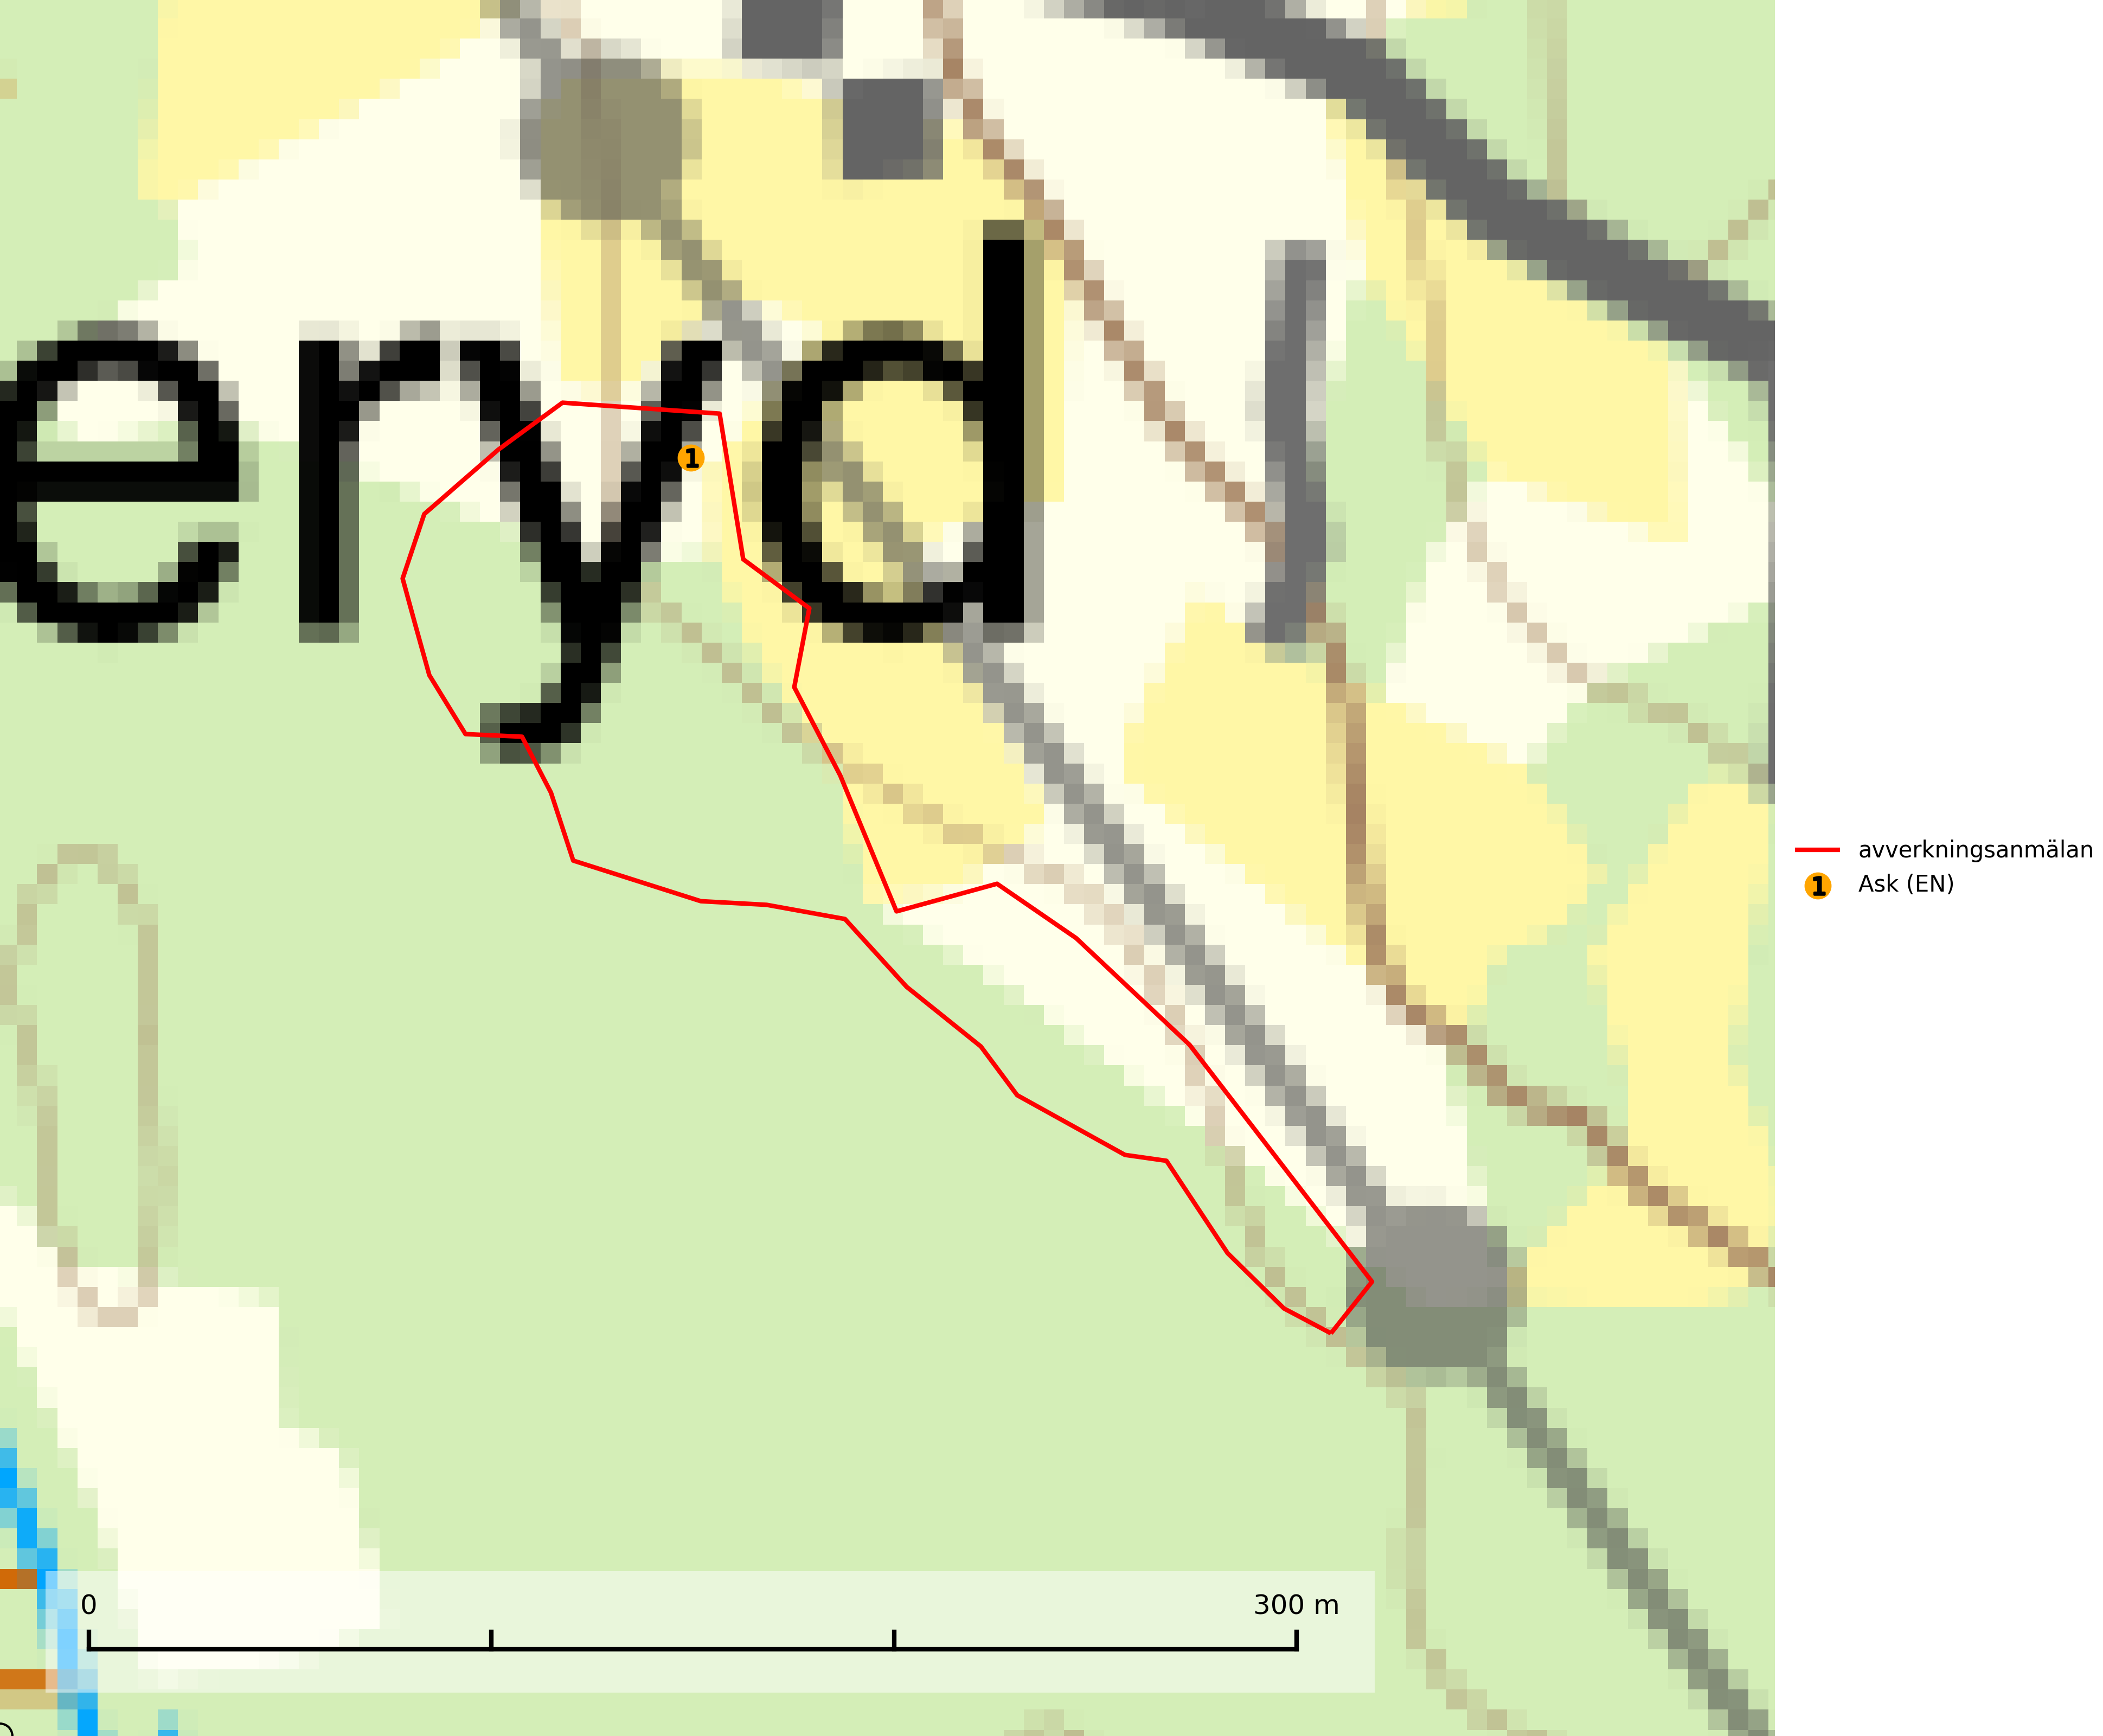 eryd
1
avverkningsanmälan
1 Ask (EN)
0 300 m